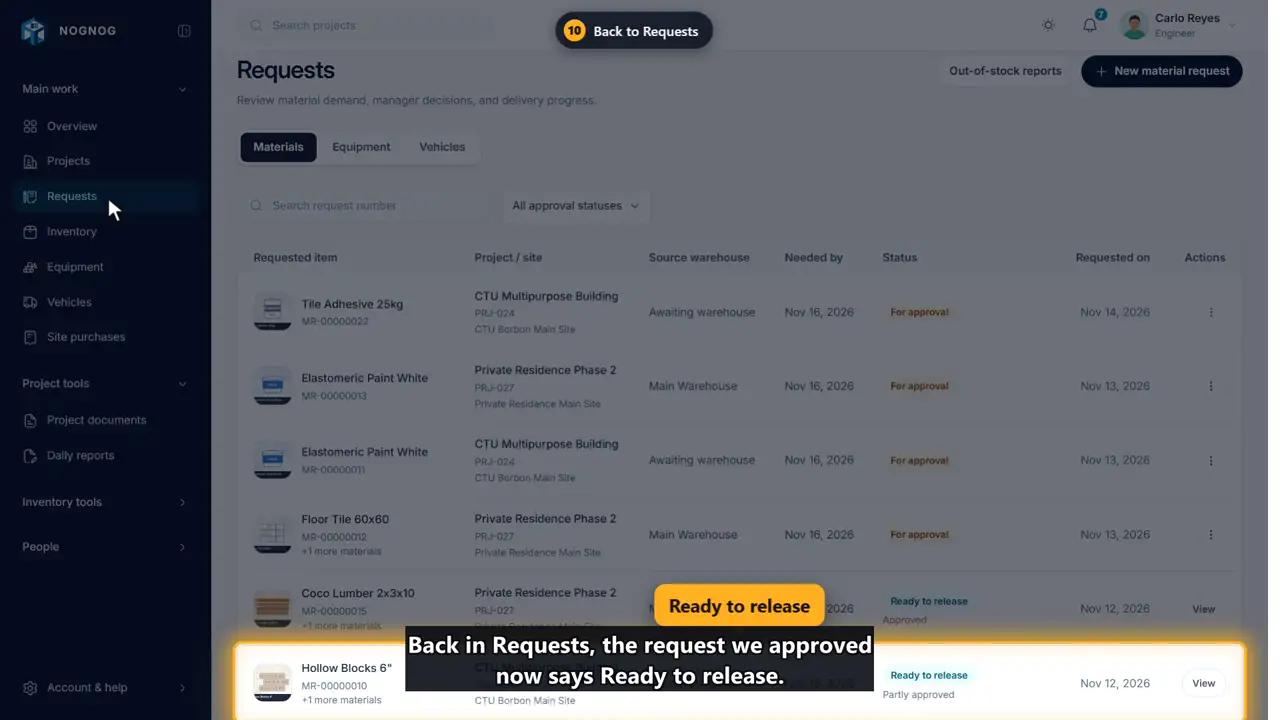 NOGNOG
Search projects
10 Back to Requests
7
Carlo Reyes
Engineer
Main work
Overview
Projects
Requests
Inventory
Equipment
Vehicles
Site purchases
Project tools
Project documents
Daily reports
Inventory tools
People
Account & help
Requests
Review material demand, manager decisions, and delivery progress.
Out-of-stock reports
+ New material request
Materials Equipment Vehicles
Search request number
All approval statuses
Requested item Project / site Source warehouse Needed by Status Requested on Actions
Tile Adhesive 25kg
MR-00000022
CTU Multipurpose Building
PRJ-024
CTU Borbon Main Site
Awaiting warehouse Nov 16, 2026 For approval Nov 14, 2026
Elastomeric Paint White
MR-00000013
Private Residence Phase 2
PRJ-027
Private Residence Main Site
Main Warehouse Nov 16, 2026 For approval Nov 13, 2026
Elastomeric Paint White
MR-00000011
CTU Multipurpose Building
PRJ-024
CTU Borbon Main Site
Awaiting warehouse Nov 16, 2026 For approval Nov 13, 2026
Floor Tile 60x60
MR-00000012
+1 more materials
Private Residence Phase 2
PRJ-027
Private Residence Main Site
Main Warehouse Nov 16, 2026 For approval Nov 13, 2026
Coco Lumber 2x3x10
MR-00000015
+1 more materials
Private Residence Phase 2
PRJ-027
2026
Ready to release
Approved
Nov 12, 2026 View
Ready to release
Hollow Blocks 6"
MR-00000010
+1 more materials
CTU Borbon Main Site
Ready to release
Partly approved
Nov 12, 2026 View
Back in Requests, the request we approved
now says Ready to release.